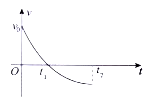 v
v₀
O t₁ t₂ t